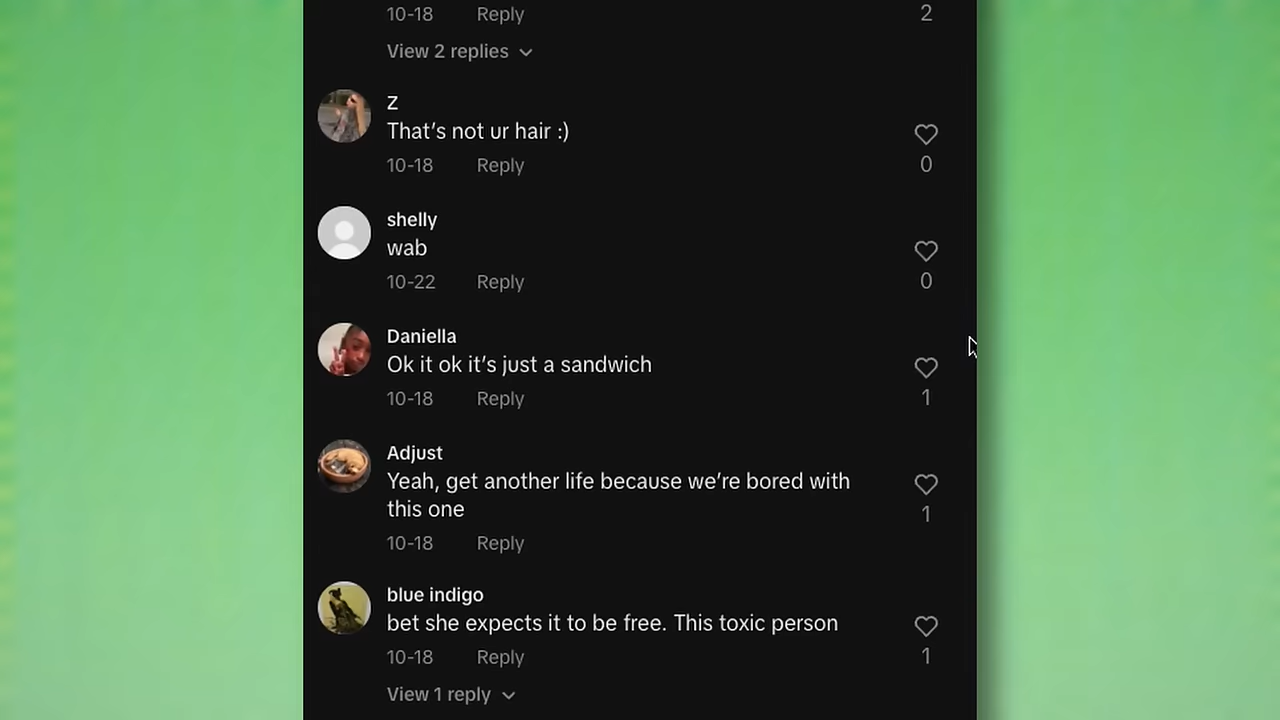 10-18 Reply 2
View 2 replies
Z
That's not ur hair :)
10-18 Reply 0
shelly
wab
10-22 Reply 0
Daniella
Ok it ok it's just a sandwich
10-18 Reply 1
Adjust
Yeah, get another life because we're bored with
this one 1
10-18 Reply
blue indigo
bet she expects it to be free. This toxic person
10-18 Reply 1
View 1 reply